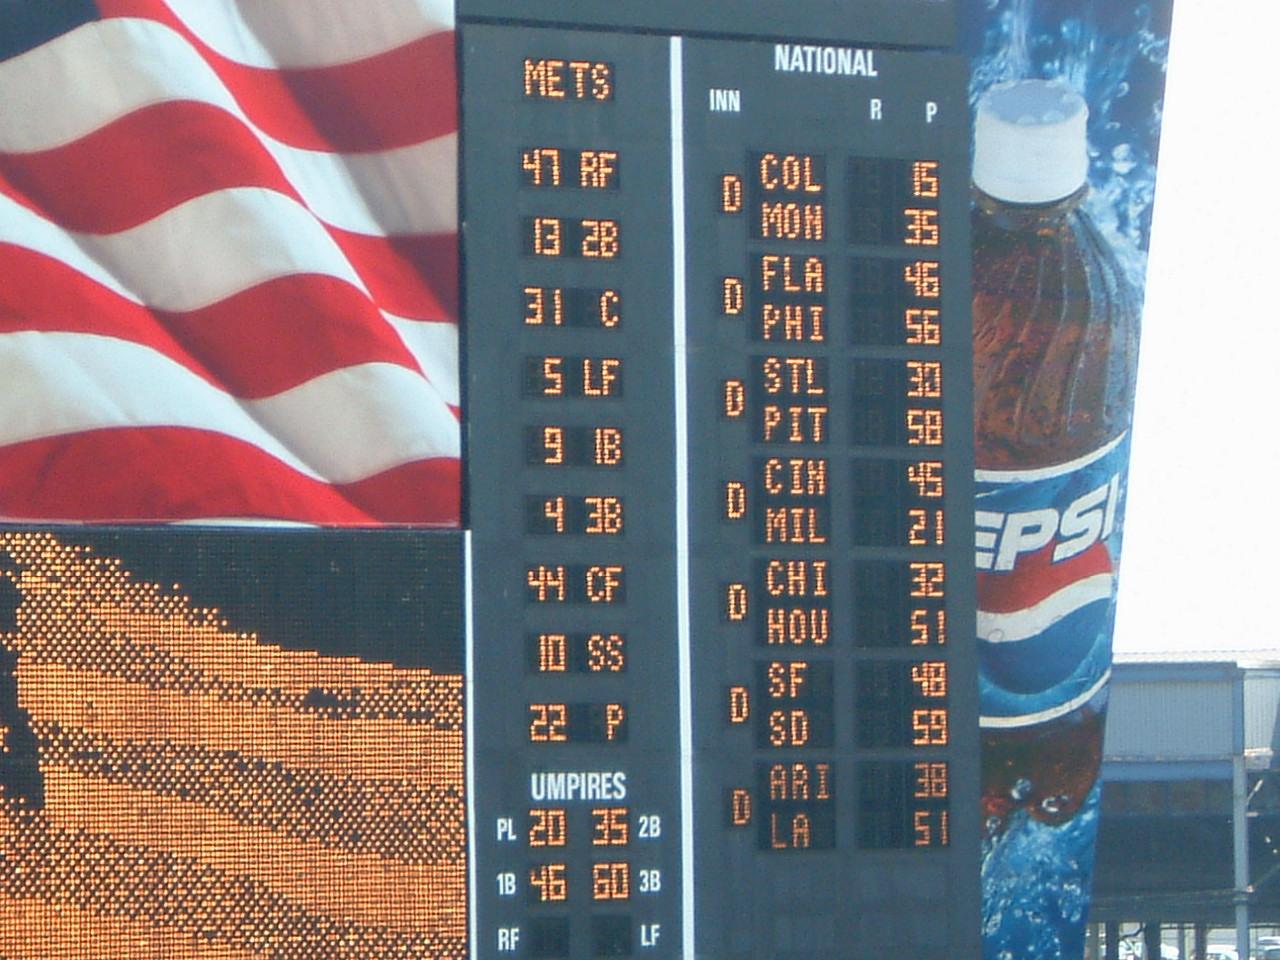 METS
47 RF
13 2B
31 C
5 LF
9 1B
4 3B
44 CF
10 SS
22 P
UMPIRES
PL 20 35 2B
1B 46 60 3B
RF LF
NATIONAL
INN R P
D
COL 15
MON 35
D
FLA 46
PHI 56
D
STL 30
PIT 58
D
CIN 45
MIL 21
D
CHI 32
HOU 51
D
SF 48
SD 59
D
ARI 38
LA 51
PEPSI